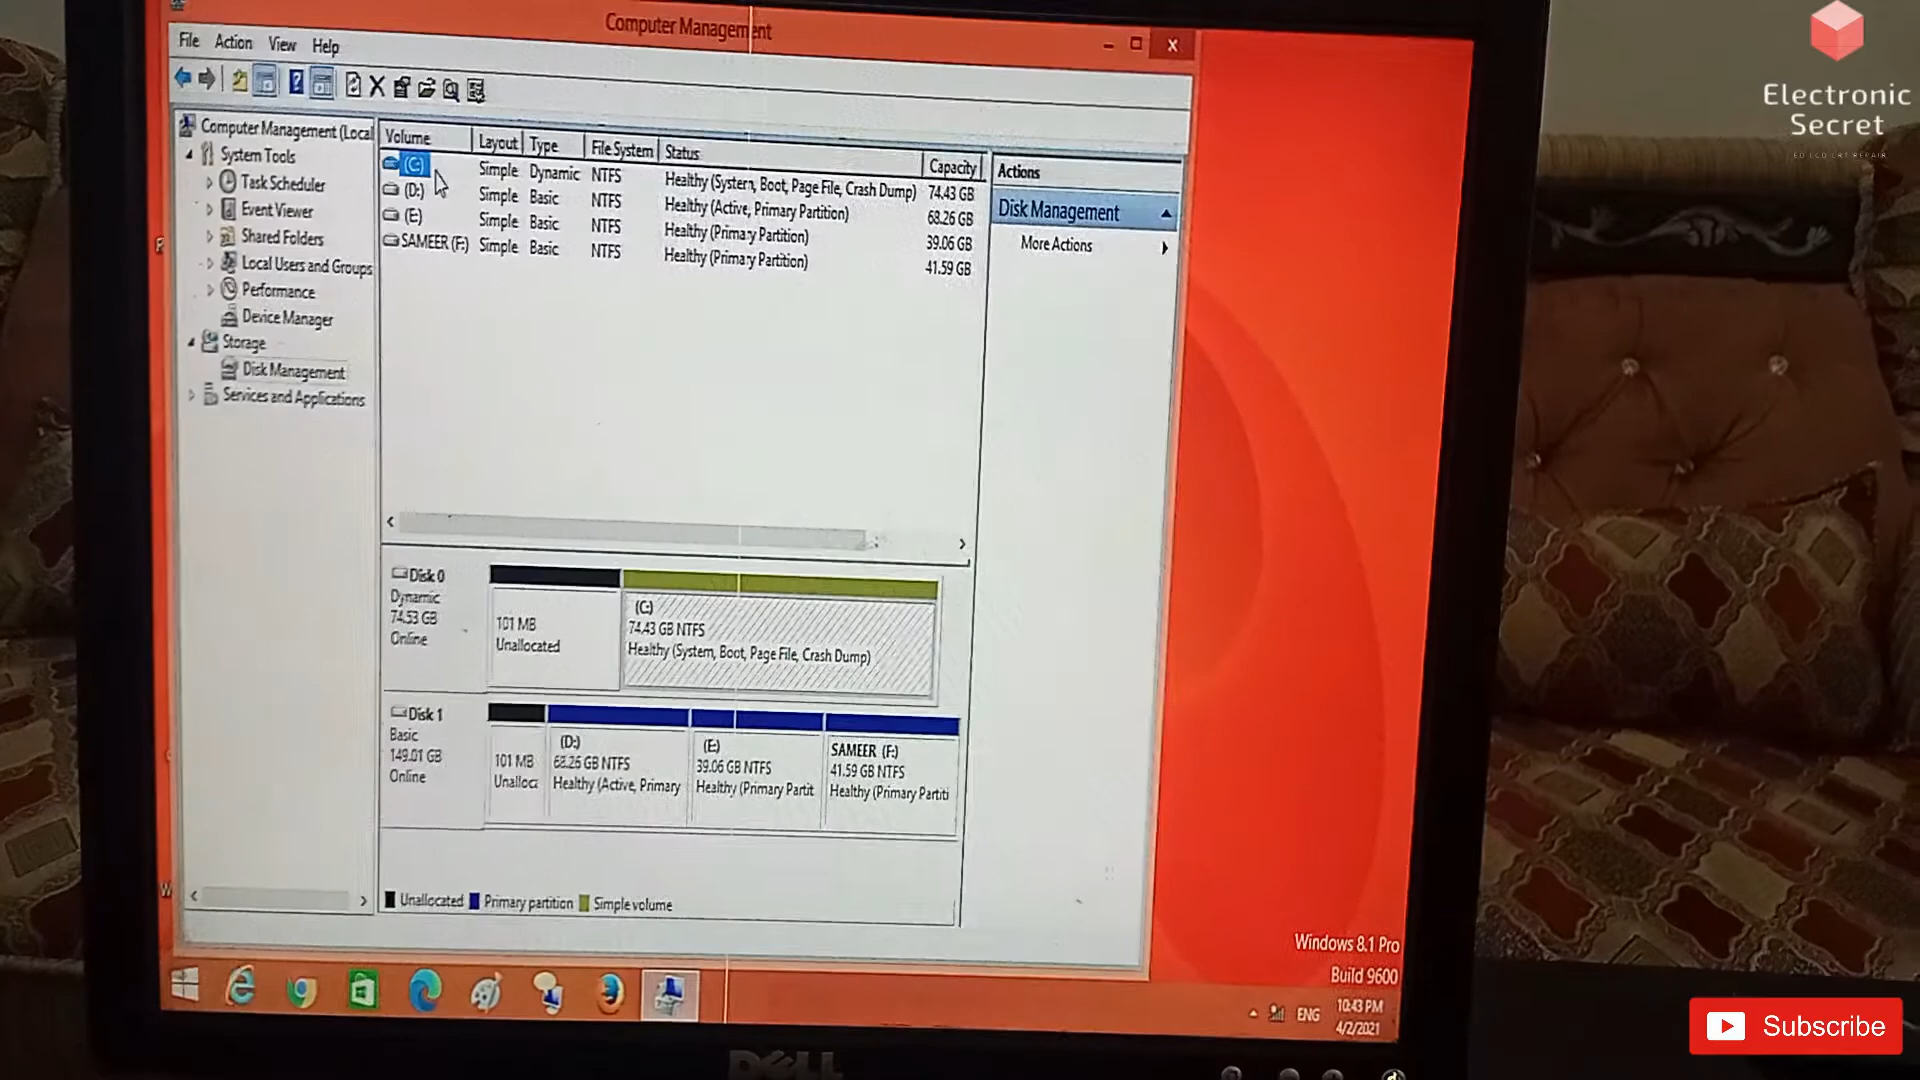 Computer Management
File Action View Help
Computer Management (Local
System Tools
Task Scheduler
Event Viewer
Shared Folders
Local Users and Groups
Performance
Device Manager
Storage
Disk Management
Services and Applications
Volume Layout Type File System Status Capacity
(C:) Simple Dynamic NTFS Healthy (System, Boot, Page File, Crash Dump) 74.43 GB
(D:) Simple Basic NTFS Healthy (Active, Primary Partition) 68.26 GB
(E:) Simple Basic NTFS Healthy (Primary Partition) 39.06 GB
SAMEER (F:) Simple Basic NTFS Healthy (Primary Partition) 41.59 GB
Actions
Disk Management
More Actions
Disk 0
Dynamic
74.53 GB
Online
101 MB
Unallocated
(C:)
74.43 GB NTFS
Healthy (System, Boot, Page File, Crash Dump)
Disk 1
Basic
149.01 GB
Online
101 MB
Unalloc
(D:)
68.26 GB NTFS
Healthy (Active, Primary
(E:)
39.06 GB NTFS
Healthy (Primary Partit
SAMEER (F:)
41.59 GB NTFS
Healthy (Primary Partiti
Unallocated Primary partition Simple volume
Windows 8.1 Pro
Build 9600
ENG
10:43 PM
4/2/2021
DELL
Electronic
Secret
ED LCD CRT REPAIR
Subscribe